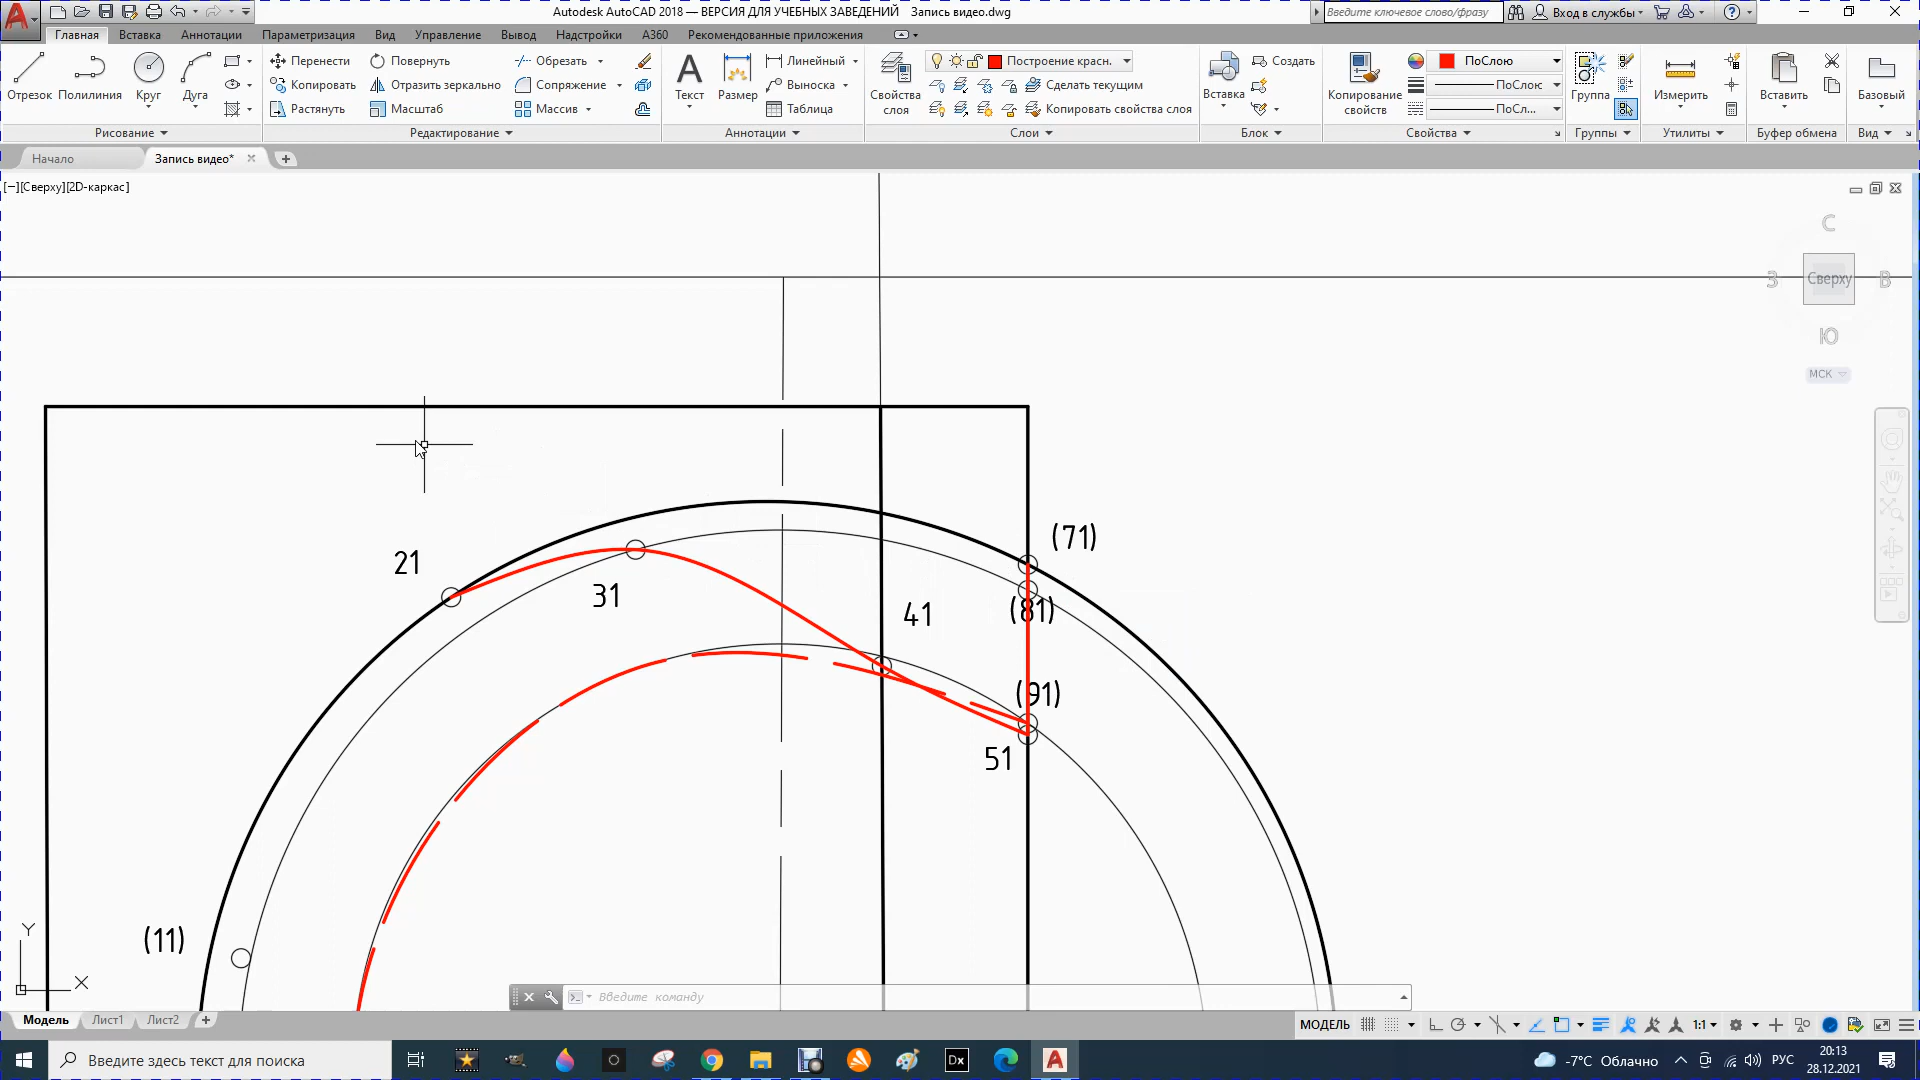 Autodesk AutoCAD 2018 — ВЕРСИЯ ДЛЯ УЧЕБНЫХ ЗАВЕДЕНИЙ Запись видео.dwg
Введите ключевое слово/фразу
Вход в службы
Главная Вставка Аннотации Параметризация Вид Управление Вывод Надстройки A360 Рекомендованные приложения
Отрезок Полилиния Круг Дуга
Рисование
Перенести Повернуть Обрезать
Копировать Отразить зеркально Сопряжение
Растянуть Масштаб Массив
Редактирование
Текст Размер
Линейный
Выноска
Таблица
Аннотации
Свойства слоя
Построение красн.
Сделать текущим
Копировать свойства слоя
Слои
Вставка
Создать
Блок
Копирование свойств
ПоСлою
ПоСлою
ПоСл...
Свойства
Группа
Группы
Измерить
Утилиты
Вставить
Буфер обмена
Базовый
Вид
Начало Запись видео*
[−][Сверху][2D-каркас]
С
З Сверху В
Ю
МСК
(71)
21
31
(81)
41
(91)
51
(11)
Y
X
Введите команду
Модель Лист1 Лист2
МОДЕЛЬ 1:1
Введите здесь текст для поиска
Dx
-7°C Облачно
РУС
20:13
28.12.2021